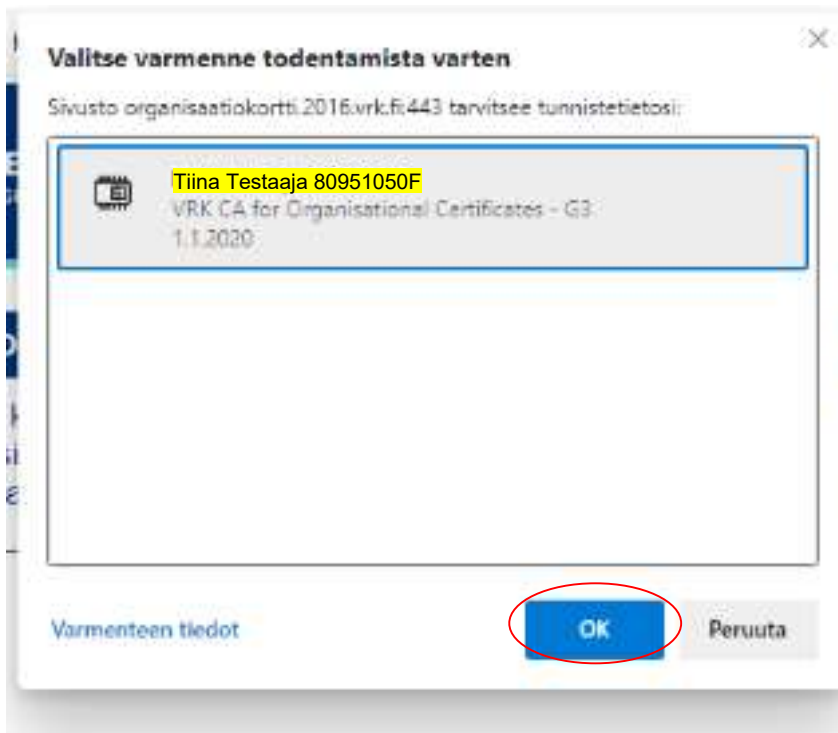 Valitse varmenne todentamista varten
Sivusto organisaatiokortti.2016.vrk.fi:443 tarvitsee tunnistetietosi:
Tiina Testaaja 80951050F
VRK CA for Organisational Certificates - G3
1.1.2020
Varmenteen tiedot
OK
Peruuta